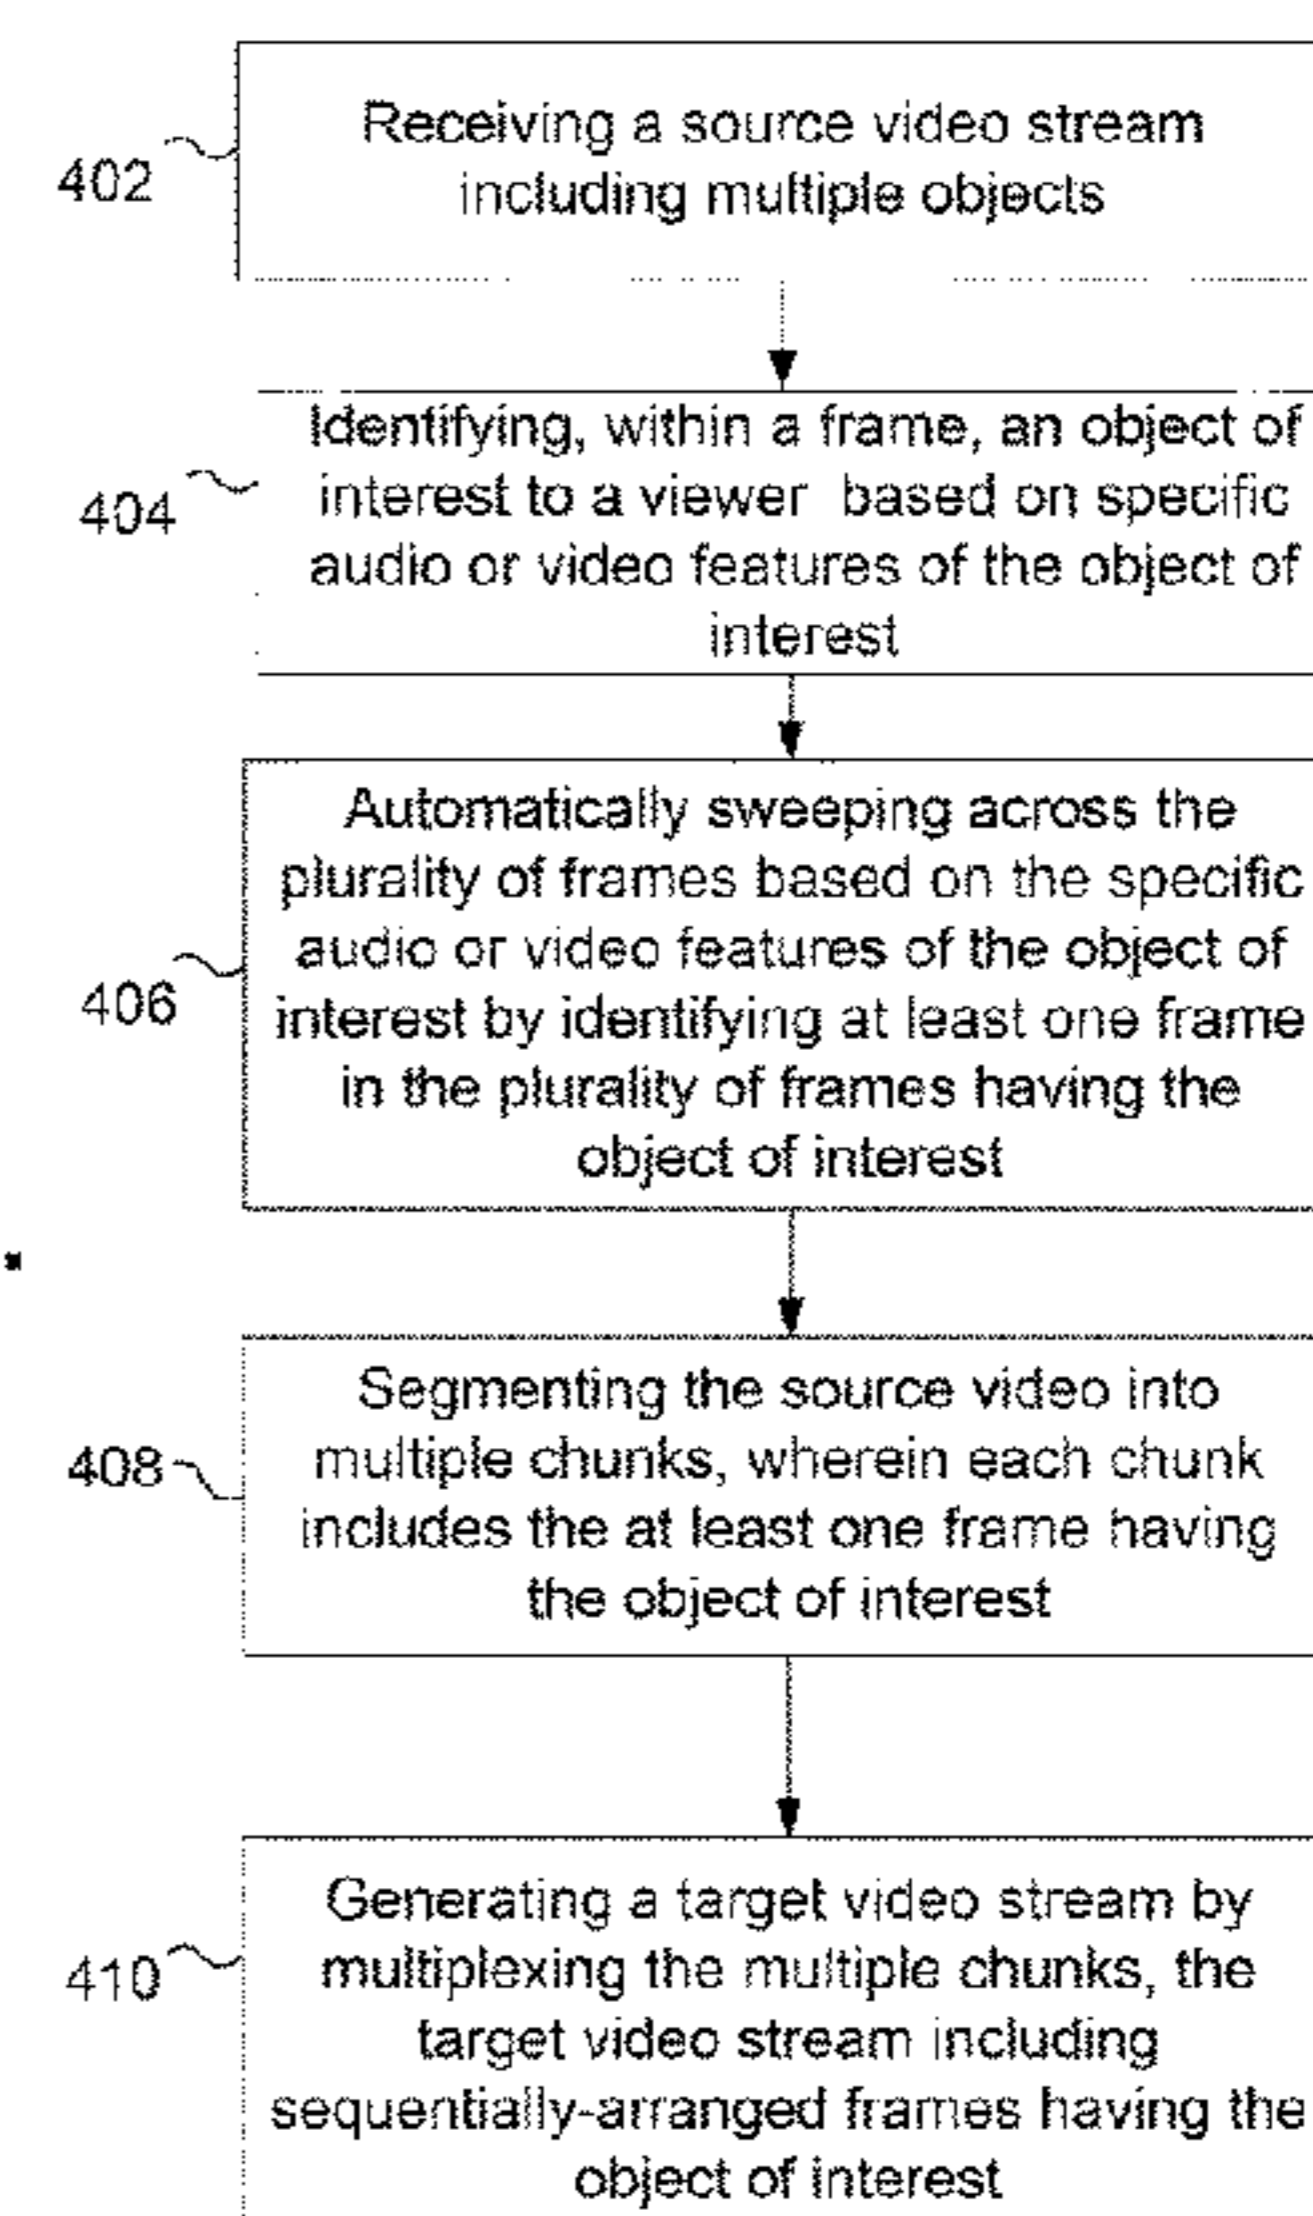 Receiving a source video stream
including multiple objects
402
Identifying, within a frame, an object of
interest to a viewer based on specific
audio or video features of the object of
interest
404
Automatically sweeping across the
plurality of frames based on the specific
audio or video features of the object of
interest by identifying at least one frame
in the plurality of frames having the
object of interest
406
Segmenting the source video into
multiple chunks, wherein each chunk
includes the at least one frame having
the object of interest
408
Generating a target video stream by
multiplexing the multiple chunks, the
target video stream including
sequentially-arranged frames having the
object of interest
410